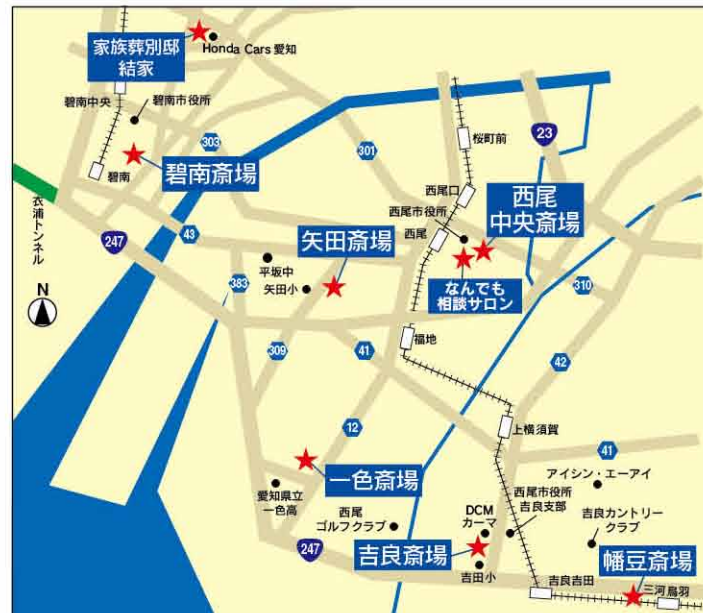 家族葬別邸
結家
Honda Cars 愛知
碧南中央
碧南市役所
碧南
碧南斎場
303
301
桜町前
23
西尾口
西尾市役所
西尾
西尾
中央斎場
なんでも
相談サロン
衣浦トンネル
247
43
矢田斎場
平坂中
矢田小
383
310
N
福地
309
41
42
12
上横須賀
41
一色斎場
愛知県立
一色高
アイシン・エーアイ
西尾市役所
吉良支部
DCM
カーマ
西尾
ゴルフクラブ
吉良カントリー
クラブ
247
吉良斎場
吉田小
幡豆斎場
吉良吉田
三河鳥羽